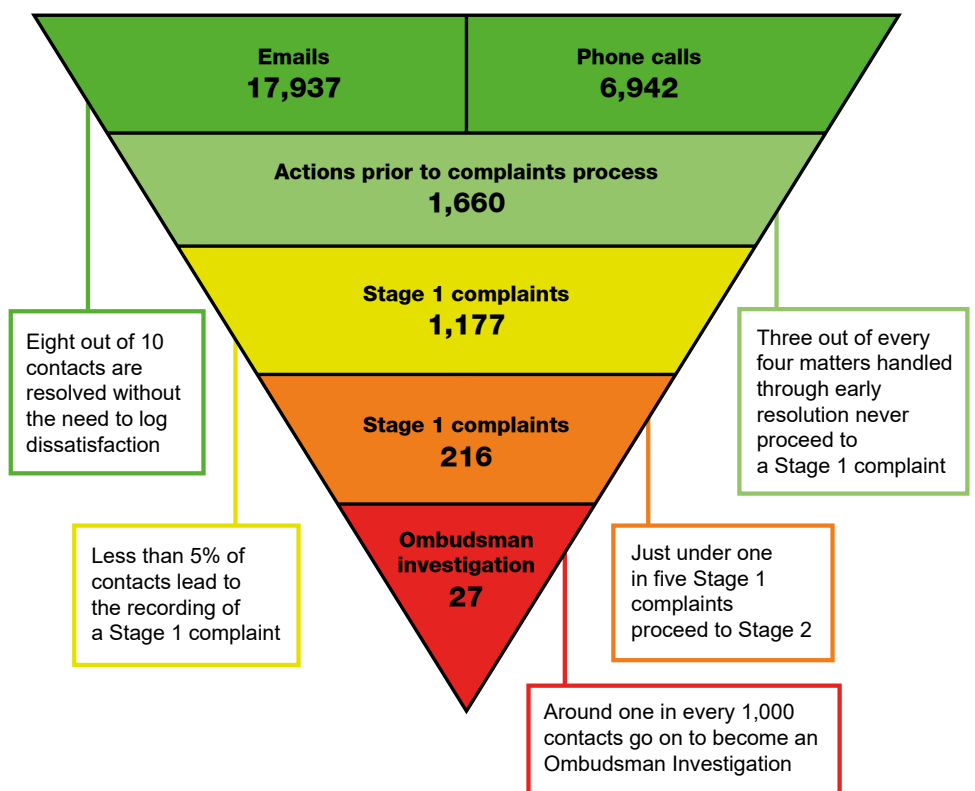 Emails
17,937
Phone calls
6,942
Actions prior to complaints process
1,660
Stage 1 complaints
1,177
Stage 1 complaints
216
Ombudsman
investigation
27
Eight out of 10
contacts are
resolved without
the need to log
dissatisfaction
Three out of every
four matters handled
through early
resolution never
proceed to
a Stage 1 complaint
Less than 5% of
contacts lead to
the recording of
a Stage 1 complaint
Just under one
in five Stage 1
complaints
proceed to Stage 2
Around one in every 1,000
contacts go on to become an
Ombudsman Investigation